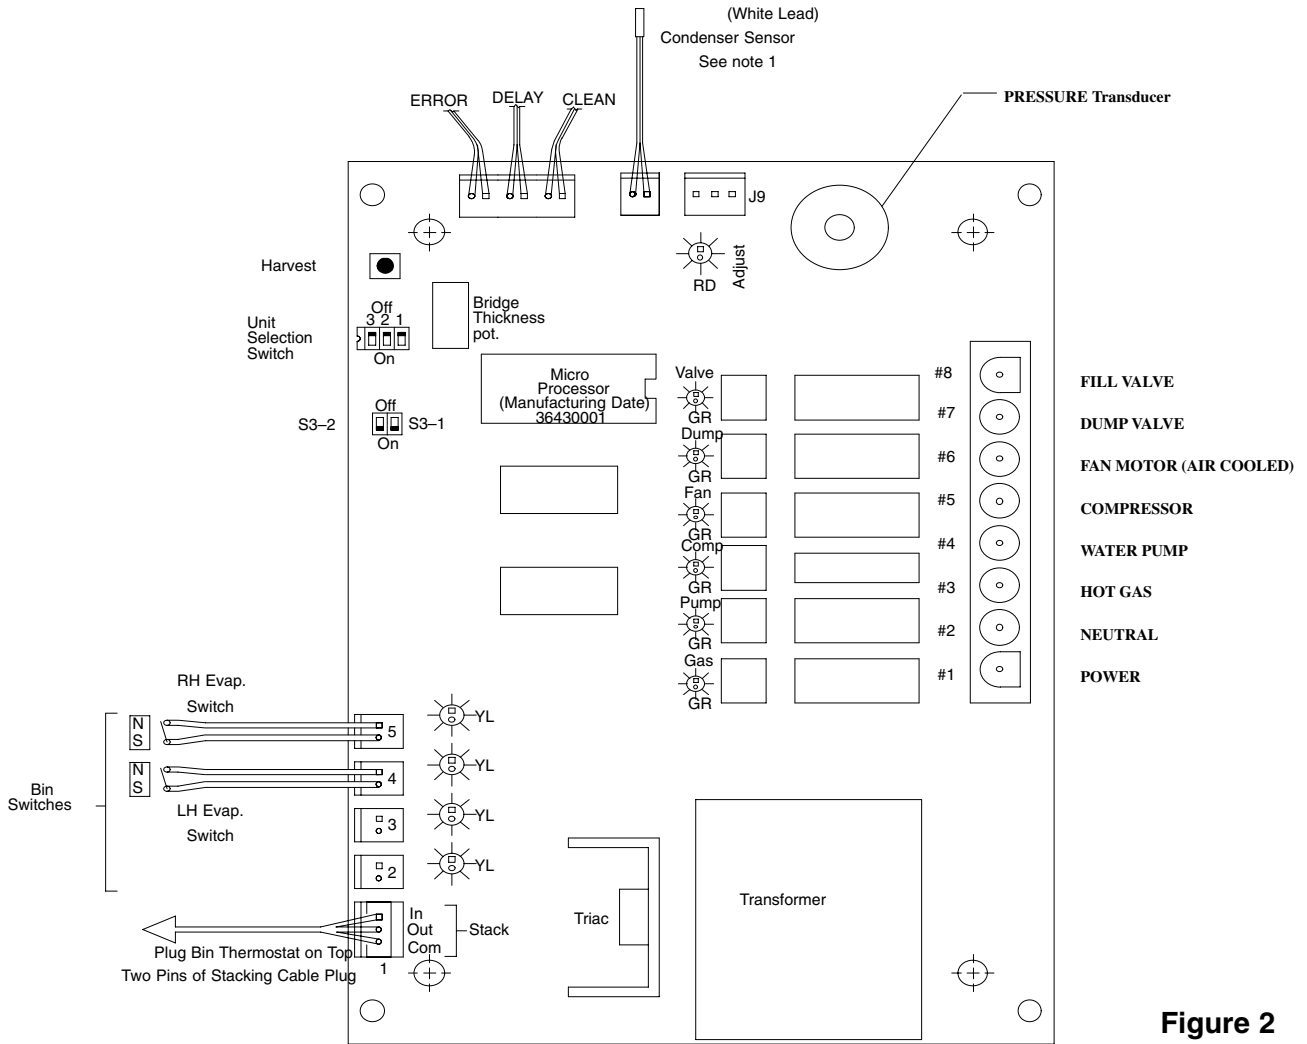 (White Lead)
Condenser Sensor
See note 1
ERROR
DELAY
CLEAN
PRESSURE Transducer
J9
Adjust
RD
Harvest
Unit
Selection
Switch
Off
3 2 1
On
Bridge
Thickness
pot.
Micro
Processor
(Manufacturing Date)
36430001
S3–2
Off
On
S3–1
Valve
GR
Dump
GR
Fan
GR
Comp
GR
Pump
GR
Gas
GR
#8
#7
#6
#5
#4
#3
#2
#1
FILL VALVE
DUMP VALVE
FAN MOTOR (AIR COOLED)
COMPRESSOR
WATER PUMP
HOT GAS
NEUTRAL
POWER
RH Evap.
Switch
N
S
5
YL
N
S
4
YL
Bin
Switches
LH Evap.
Switch
3
YL
2
YL
In
Out
Com
Stack
1
Plug Bin Thermostat on Top
Two Pins of Stacking Cable Plug
Triac
Transformer
Figure 2